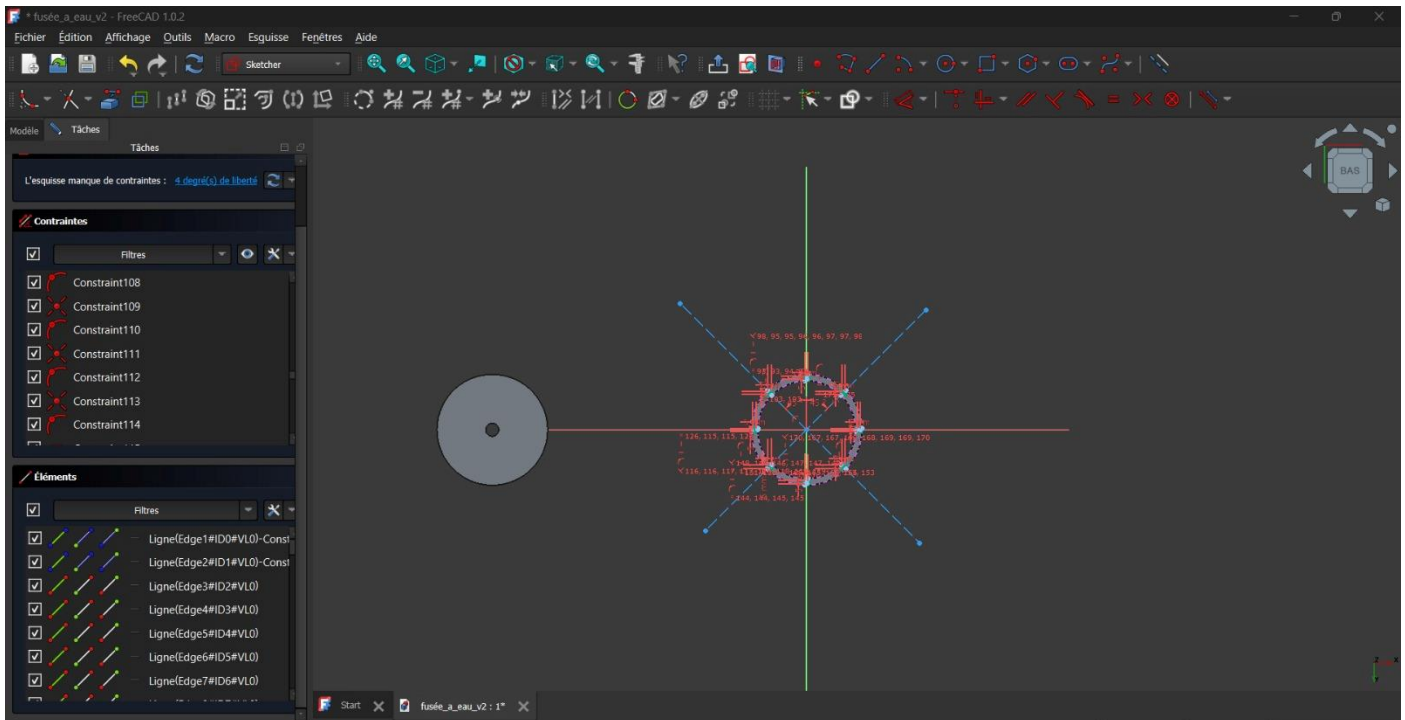 * fusée_a_eau_v2 - FreeCAD 1.0.2
Fichier Édition Affichage Outils Macro Esquisse Fenêtres Aide
Sketcher
Modèle Tâches
Tâches
BAS
L'esquisse manque de contraintes : 4 degré(s) de liberté
Contraintes
Filtres
Constraint108
Constraint109
Constraint110
Constraint111
Constraint112
Constraint113
Constraint114
Éléments
Filtres
Ligne(Edge1#ID0#VL0)-Const
Ligne(Edge2#ID1#VL0)-Const
Ligne(Edge3#ID2#VL0)
Ligne(Edge4#ID3#VL0)
Ligne(Edge5#ID4#VL0)
Ligne(Edge6#ID5#VL0)
Ligne(Edge7#ID6#VL0)
Start fusée_a_eau_v2 : 1*